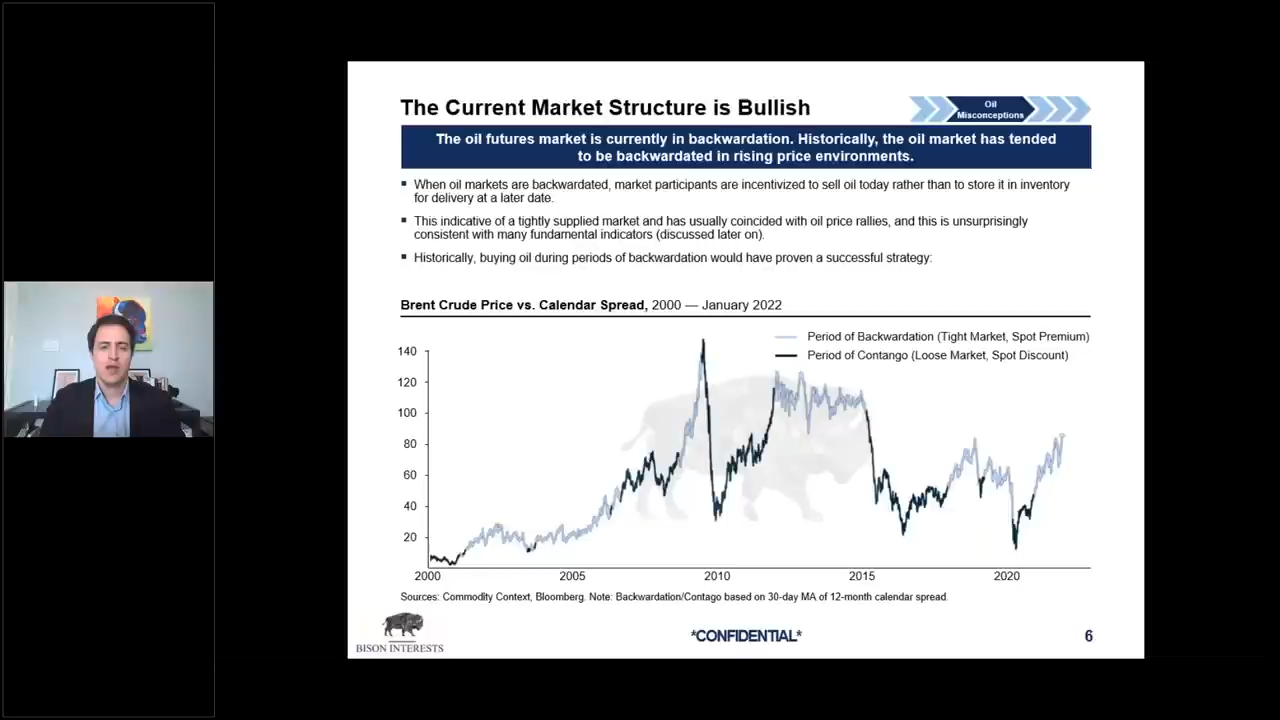 The Current Market Structure is Bullish
Oil
Misconceptions
The oil futures market is currently in backwardation. Historically, the oil market has tended
to be backwardated in rising price environments.
▪ When oil markets are backwardated, market participants are incentivized to sell oil today rather than to store it in inventory
for delivery at a later date.
▪ This indicative of a tightly supplied market and has usually coincided with oil price rallies, and this is unsurprisingly
consistent with many fundamental indicators (discussed later on).
▪ Historically, buying oil during periods of backwardation would have proven a successful strategy:
Brent Crude Price vs. Calendar Spread, 2000 — January 2022
Period of Backwardation (Tight Market, Spot Premium)
Period of Contango (Loose Market, Spot Discount)
140
120
100
80
60
40
20
2000 2005 2010 2015 2020
Sources: Commodity Context, Bloomberg. Note: Backwardation/Contago based on 30-day MA of 12-month calendar spread.
BISON INTERESTS
*CONFIDENTIAL*
6